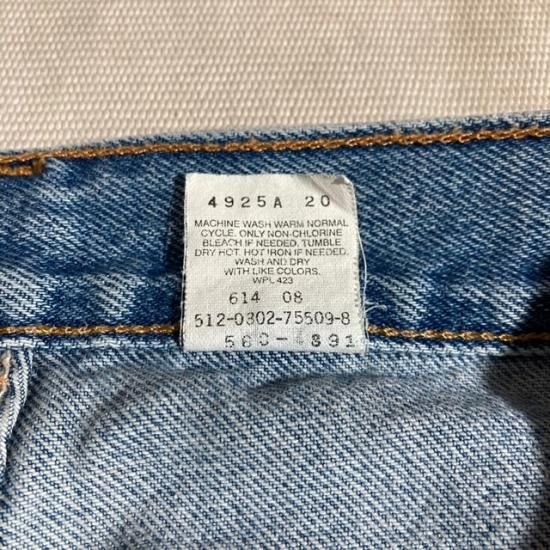 4925A 20
MACHINE WASH WARM NORMAL
CYCLE. ONLY NON-CHLORINE
BLEACH IF NEEDED. TUMBLE
DRY HOT. HOT IRON IF NEEDED.
WASH AND DRY
WITH LIKE COLORS.
WPL 423
614 08
512-0302-75509-8